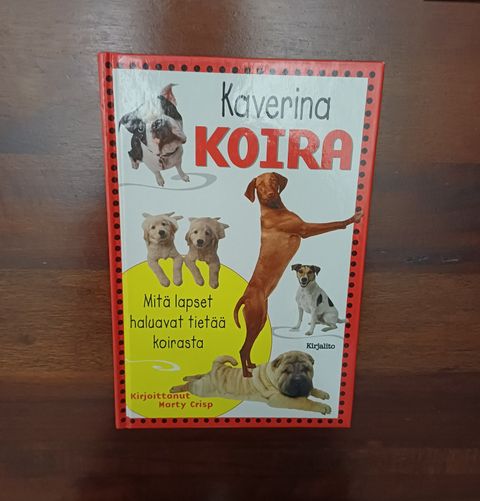 Kaverina
KOIRA
Mitä lapset
haluavat tietää
koirasta
Kirjalito
Kirjoittanut
Marty Crisp